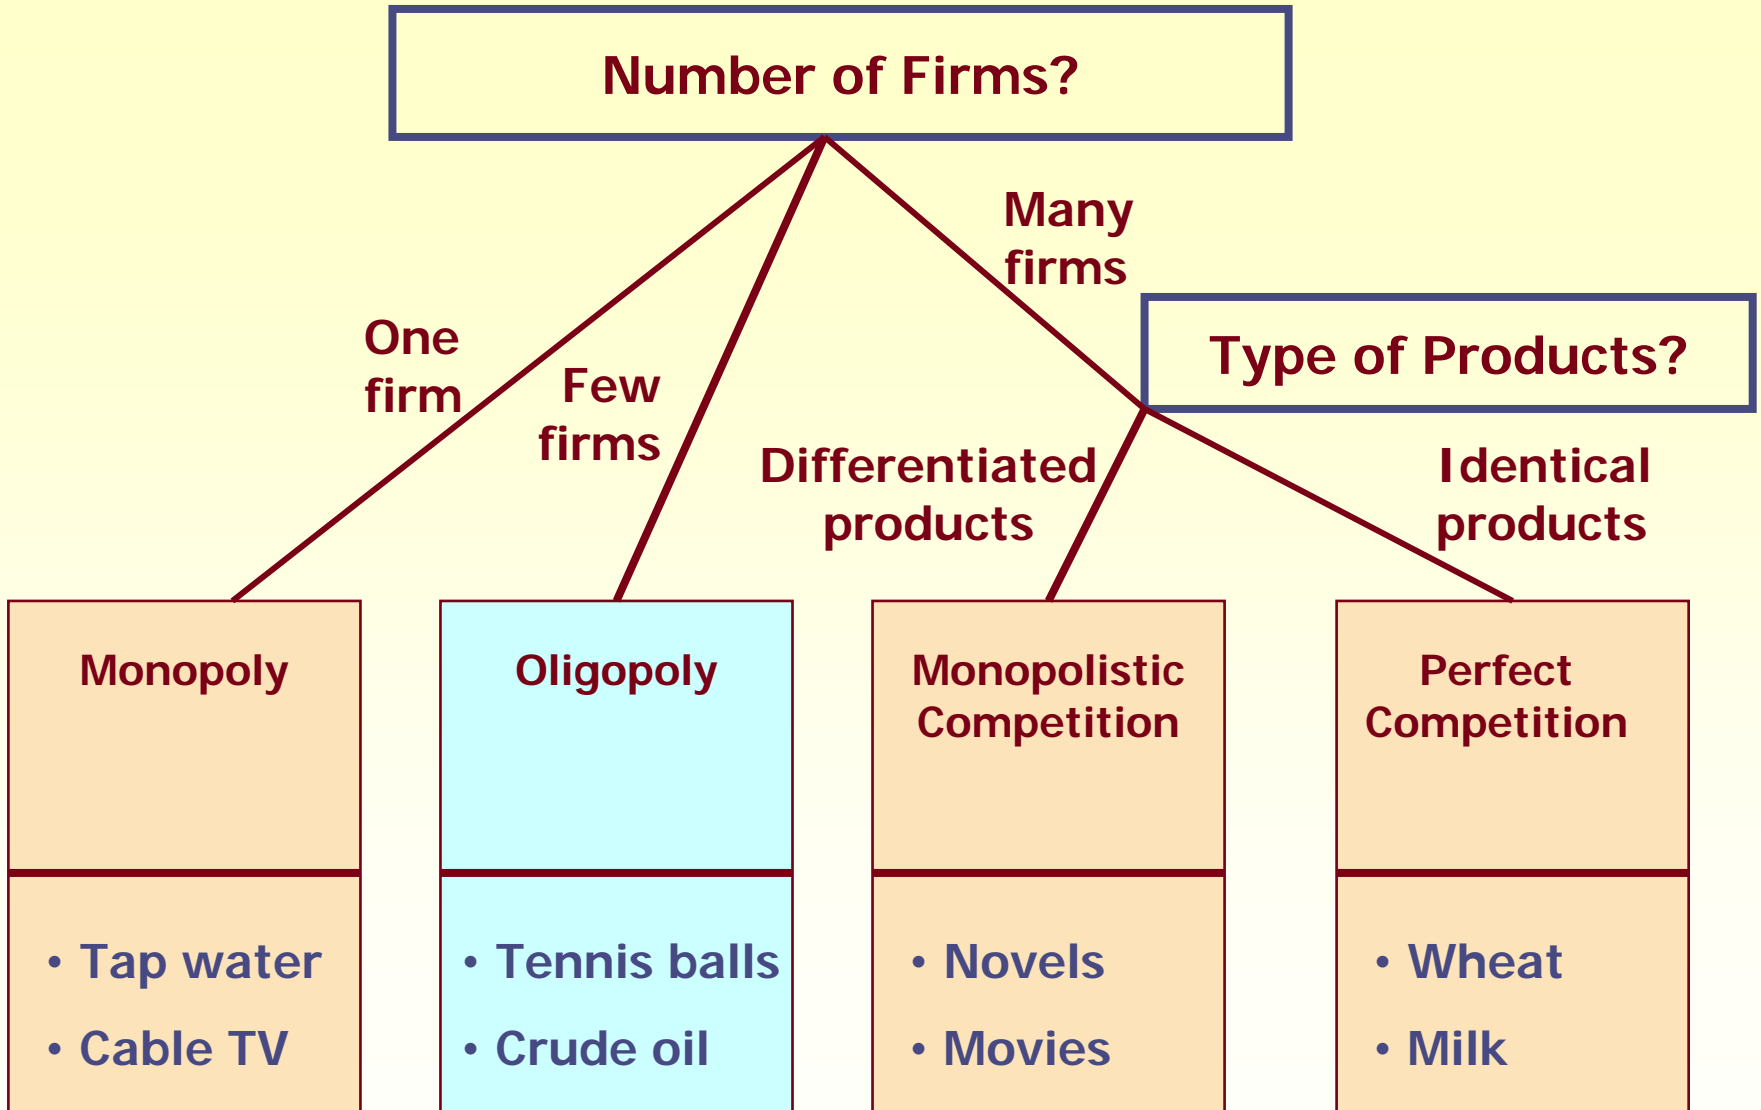 Number of Firms?
Many
firms
Type of Products?
One
firm
Few
firms
Differentiated
products
Identical
products
Monopoly
Oligopoly
Monopolistic
Competition
Perfect
Competition
• Tap water
• Cable TV
• Tennis balls
• Crude oil
• Novels
• Movies
• Wheat
• Milk